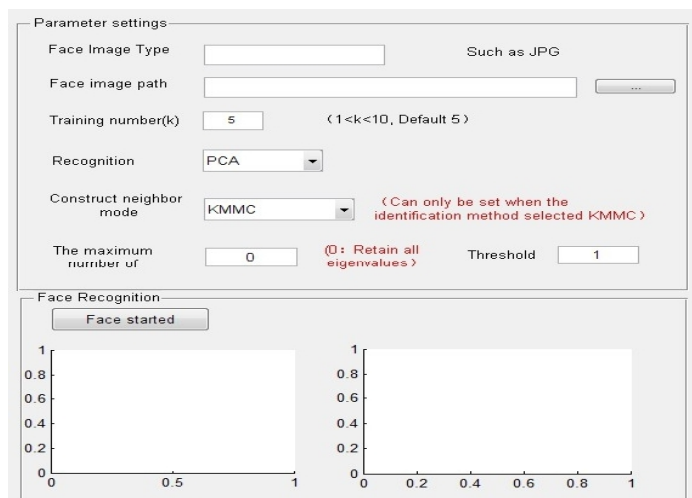 Parameter settings
Face Image Type
Such as JPG
Face image path
...
Training number(k)
5
(1<k<10, Default 5)
Recognition
PCA
Construct neighbor
mode
KMMC
(Can only be set when the
identification method selected KMMC)
The maximum
number of
0
(0: Retain all
eigenvalues)
Threshold
1
Face Recognition
Face started
1
0.8
0.6
0.4
0.2
0
0
0.5
1
1
0.8
0.6
0.4
0.2
0
0
0.2
0.4
0.6
0.8
1